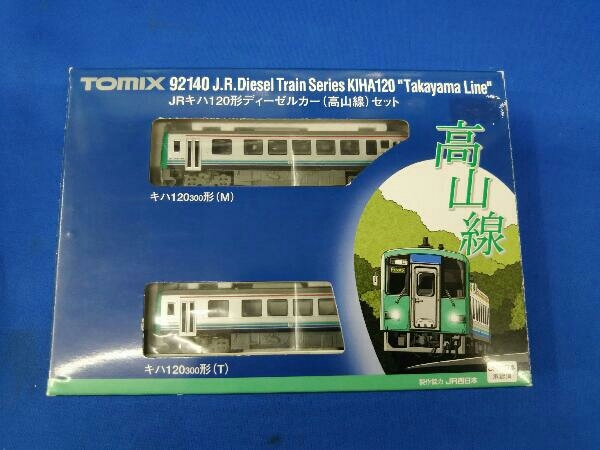 TOMIX 92140 J.R.Diesel Train Series KIHA120 "Takayama Line"
JRキハ120形ディーゼルカー(高山線)セット
高山線
キハ120300形(M)
キハ120300形(T)
製作協力 JR西日本
承認済